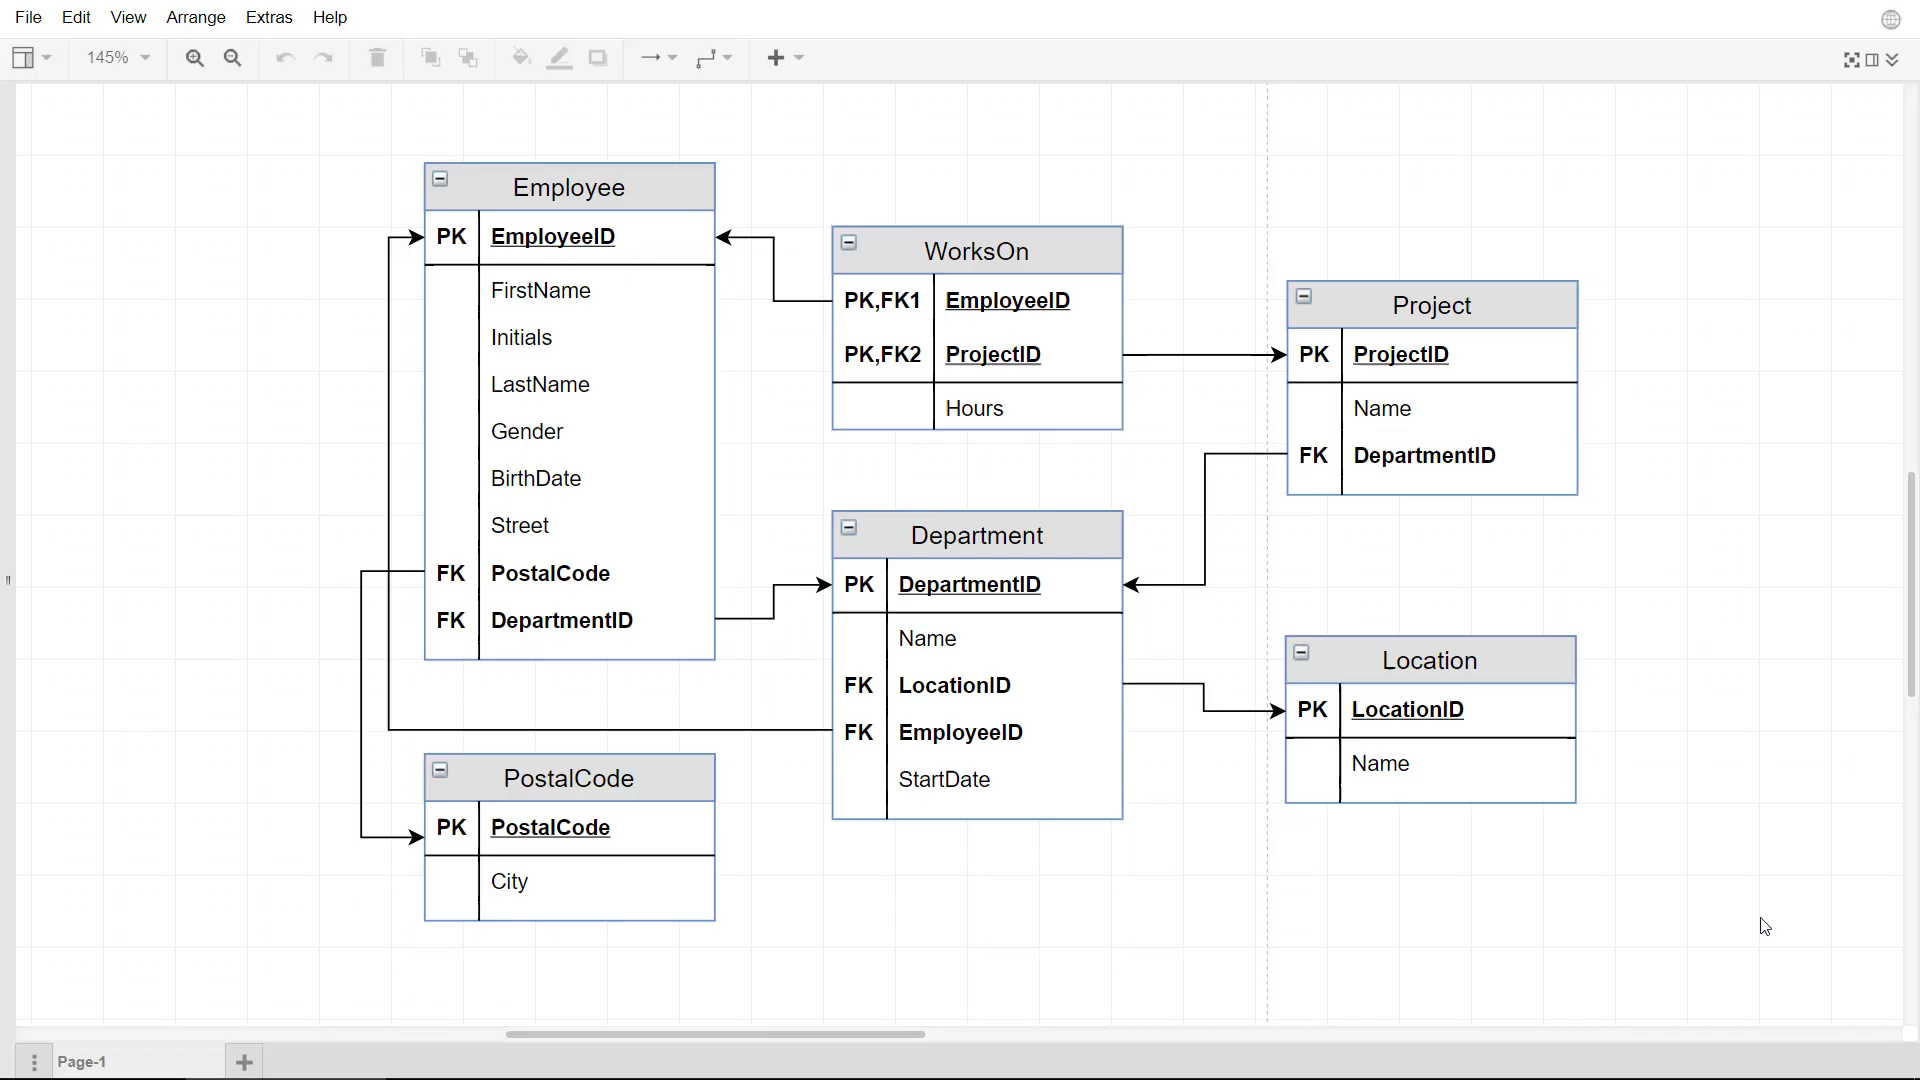 File Edit View Arrange Extras Help
145%
Employee
PK EmployeeID
FirstName
Initials
LastName
Gender
BirthDate
Street
FK PostalCode
FK DepartmentID
WorksOn
PK,FK1 EmployeeID
PK,FK2 ProjectID
Hours
Project
PK ProjectID
Name
FK DepartmentID
Department
PK DepartmentID
Name
FK LocationID
FK EmployeeID
StartDate
Location
PK LocationID
Name
PostalCode
PK PostalCode
City
Page-1